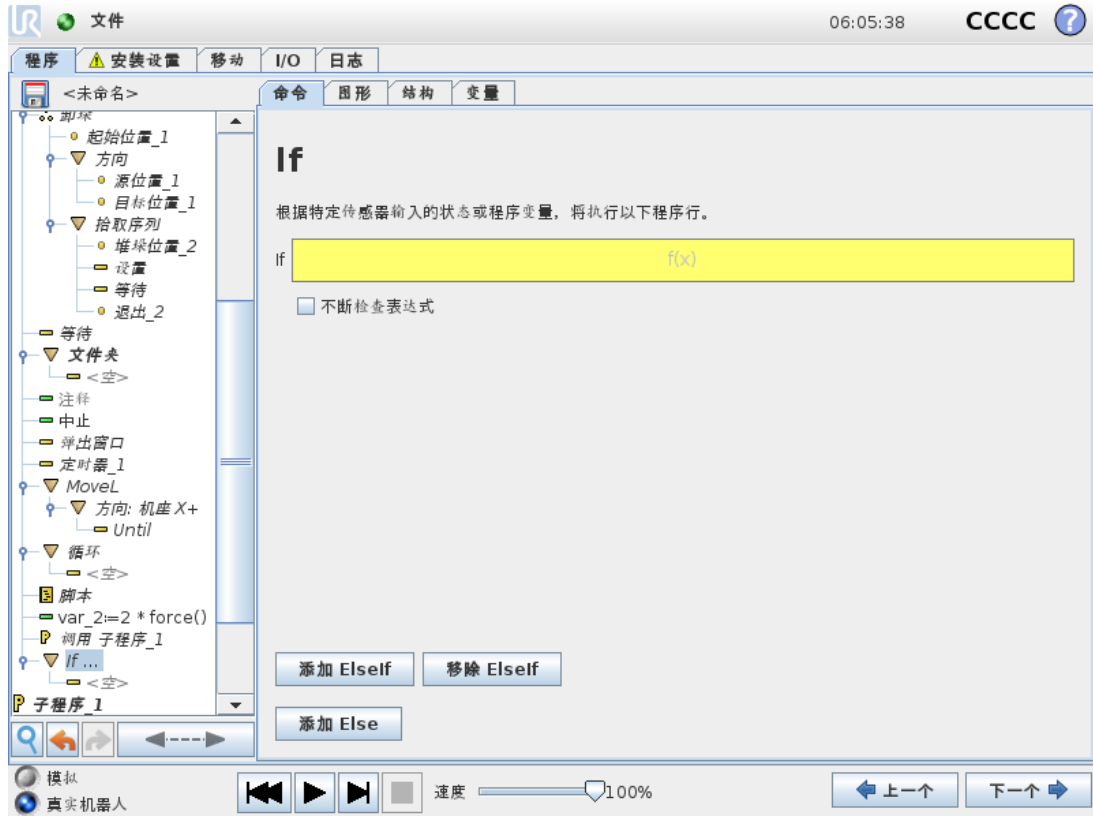 UR 文件 06:05:38 CCCC ?
程序 安装设置 移动 I/O 日志
<未命名> 命令 图形 结构 变量
卸垛
起始位置_1
方向
源位置_1
目标位置_1
拾取序列
堆垛位置_2
设置
等待
退出_2
等待
文件夹
<空>
注释
中止
弹出窗口
定时器_1
MoveL
方向: 机座 X+
Until
循环
<空>
脚本
var_2:=2 * force()
调用 子程序_1
If ...
<空>
子程序_1
If
根据特定传感器输入的状态或程序变量，将执行以下程序行。
If f(x)
不断检查表达式
添加 ElseIf 移除 ElseIf
添加 Else
模拟
真实机器人
速度 100%
上一个 下一个